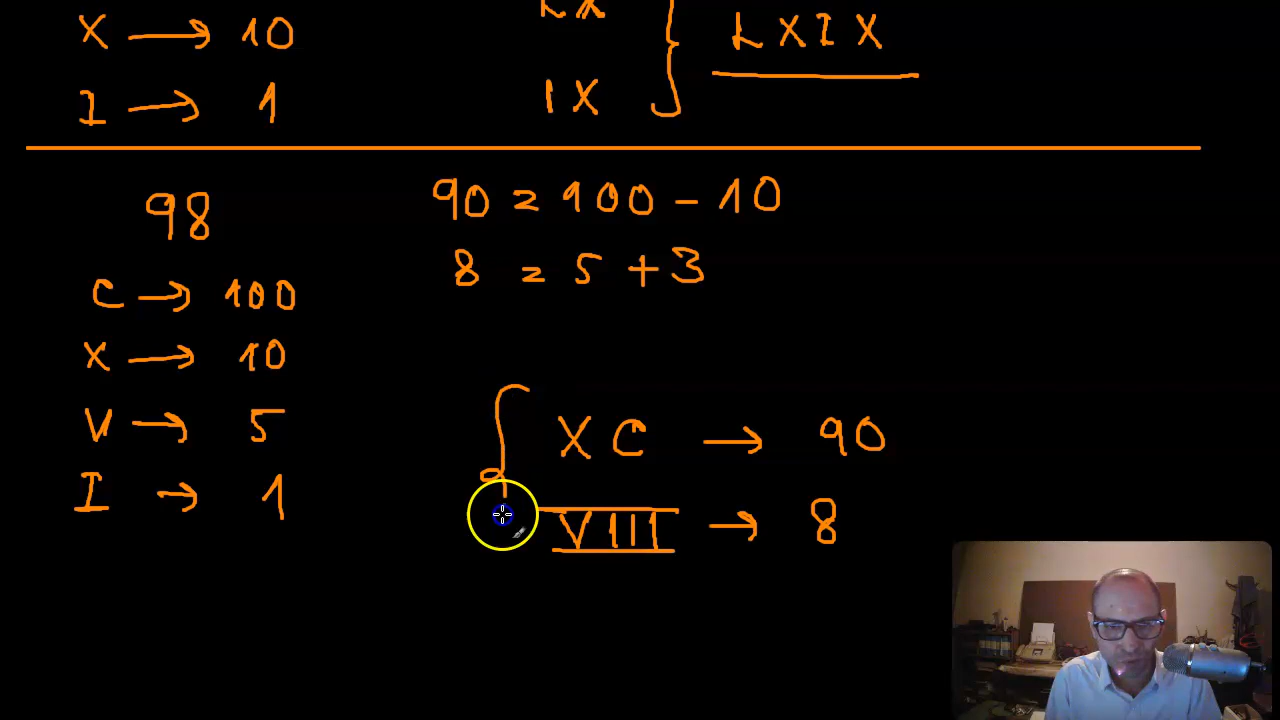 X → 10
LX
LXIX
I → 1
IX
98
90 = 100 - 10
8 = 5 + 3
C → 100
X → 10
V → 5
I → 1
XC → 90
VIII → 8